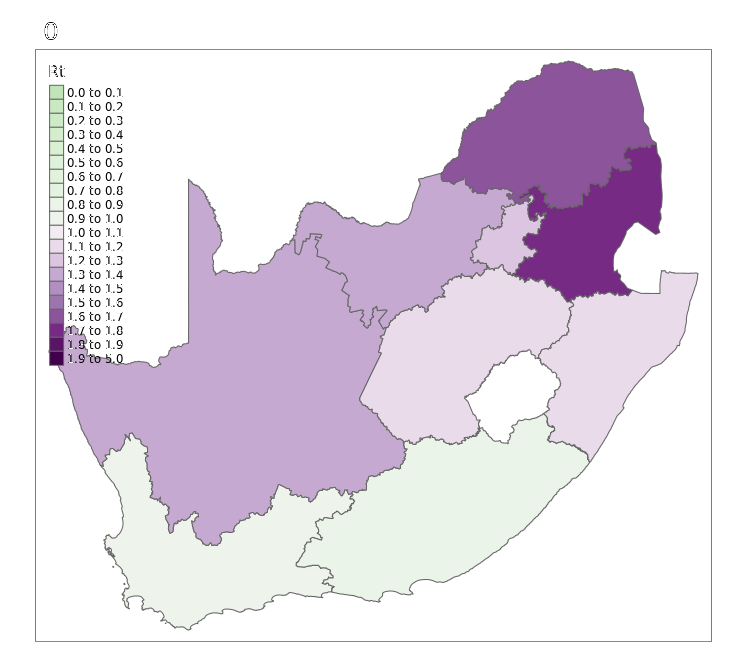 0
Rt
0.0 to 0.1
0.1 to 0.2
0.2 to 0.3
0.3 to 0.4
0.4 to 0.5
0.5 to 0.6
0.6 to 0.7
0.7 to 0.8
0.8 to 0.9
0.9 to 1.0
1.0 to 1.1
1.1 to 1.2
1.2 to 1.3
1.3 to 1.4
1.4 to 1.5
1.5 to 1.6
1.6 to 1.7
1.7 to 1.8
1.8 to 1.9
1.9 to 5.0